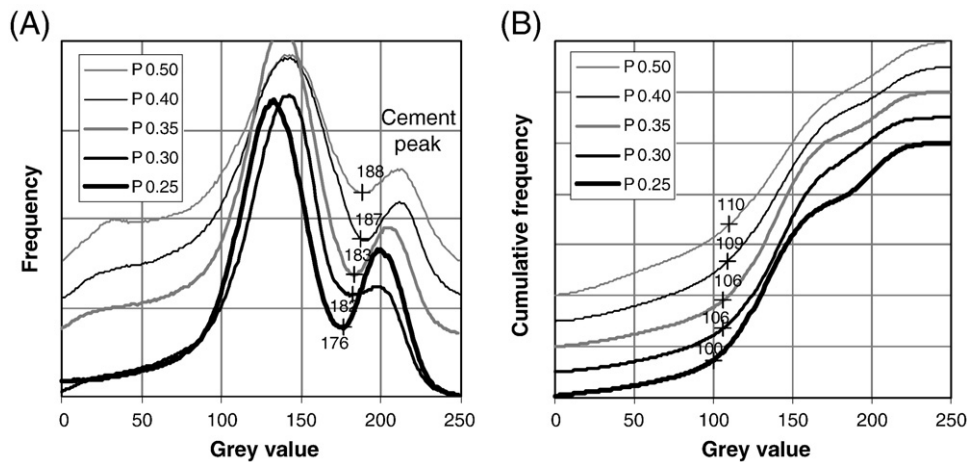 (A)
P 0.50
P 0.40
P 0.35
P 0.30
P 0.25
Cement
peak
188
187
183
182
176
Frequency
0 50 100 150 200 250
Grey value
(B)
P 0.50
P 0.40
P 0.35
P 0.30
P 0.25
110
109
106
106
100
Cumulative frequency
0 50 100 150 200 250
Grey value